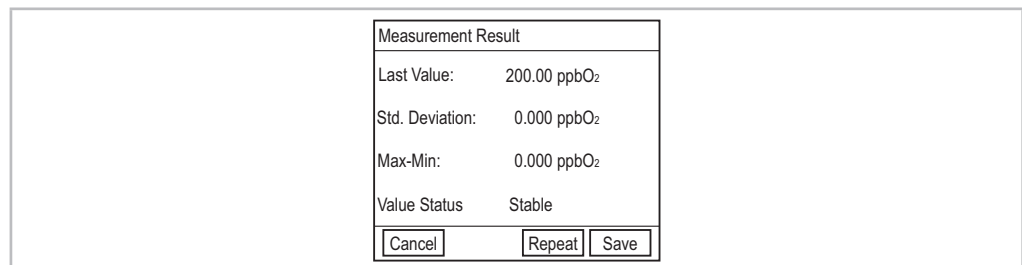 Measurement Result
Last Value: 200.00 ppbO₂
Std. Deviation: 0.000 ppbO₂
Max-Min: 0.000 ppbO₂
Value Status Stable
Cancel Repeat Save